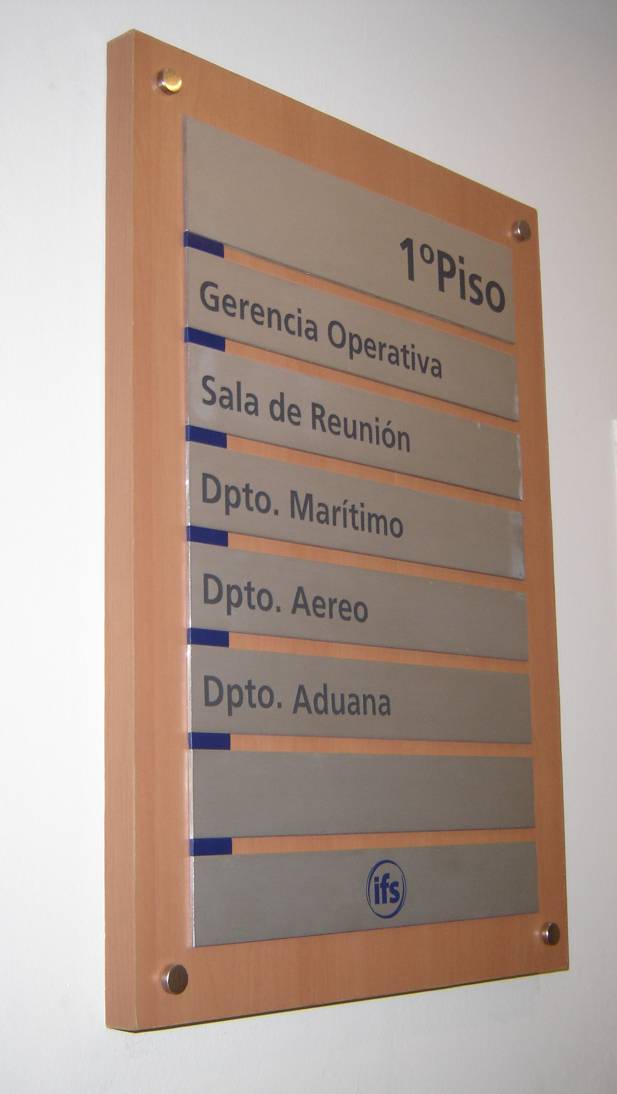 1ºPiso
Gerencia Operativa
Sala de Reunión
Dpto. Marítimo
Dpto. Aereo
Dpto. Aduana
ifs